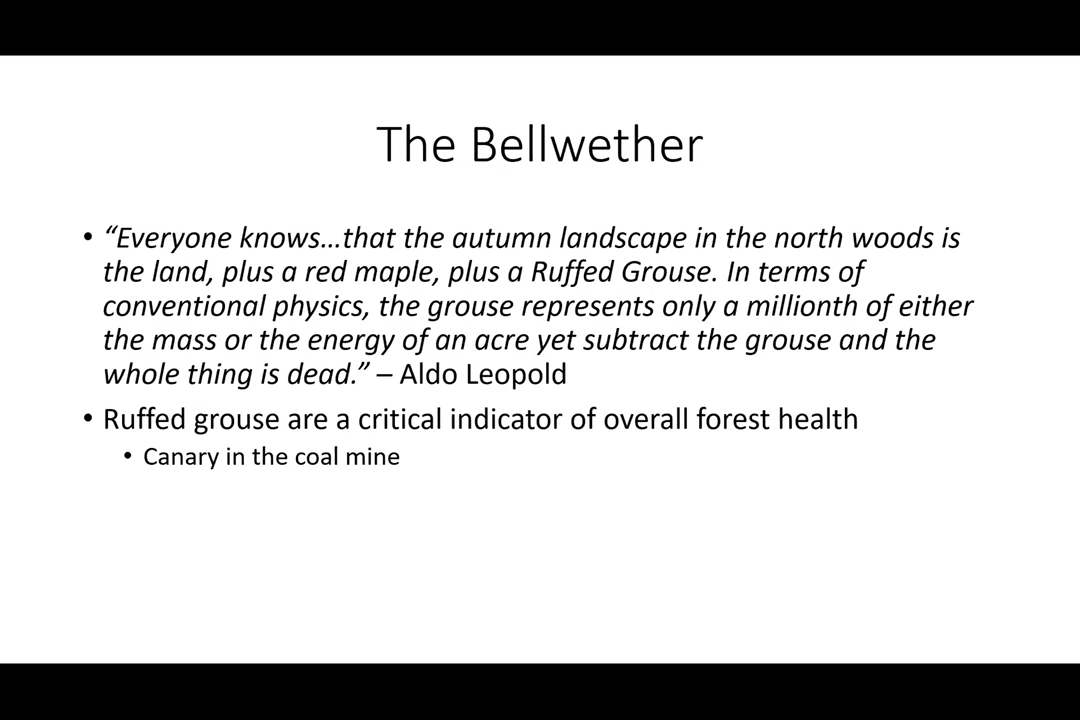 The Bellwether
• “Everyone knows…that the autumn landscape in the north woods is
the land, plus a red maple, plus a Ruffed Grouse. In terms of
conventional physics, the grouse represents only a millionth of either
the mass or the energy of an acre yet subtract the grouse and the
whole thing is dead.” – Aldo Leopold
• Ruffed grouse are a critical indicator of overall forest health
• Canary in the coal mine